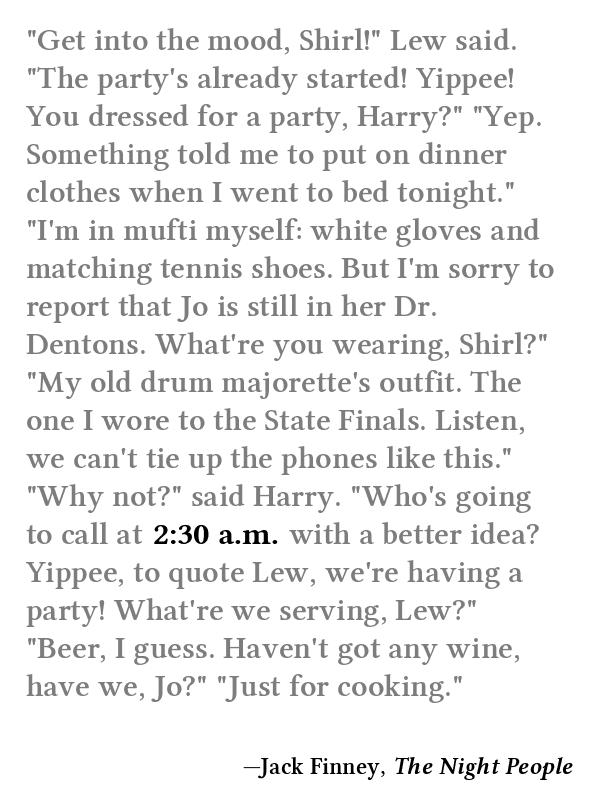 "Get into the mood, Shirl!" Lew said.
"The party's already started! Yippee!
You dressed for a party, Harry?" "Yep.
Something told me to put on dinner
clothes when I went to bed tonight."
"I'm in mufti myself: white gloves and
matching tennis shoes. But I'm sorry to
report that Jo is still in her Dr.
Dentons. What're you wearing, Shirl?"
"My old drum majorette's outfit. The
one I wore to the State Finals. Listen,
we can't tie up the phones like this."
"Why not?" said Harry. "Who's going
to call at 2:30 a.m. with a better idea?
Yippee, to quote Lew, we're having a
party! What're we serving, Lew?"
"Beer, I guess. Haven't got any wine,
have we, Jo?" "Just for cooking."
—Jack Finney, The Night People